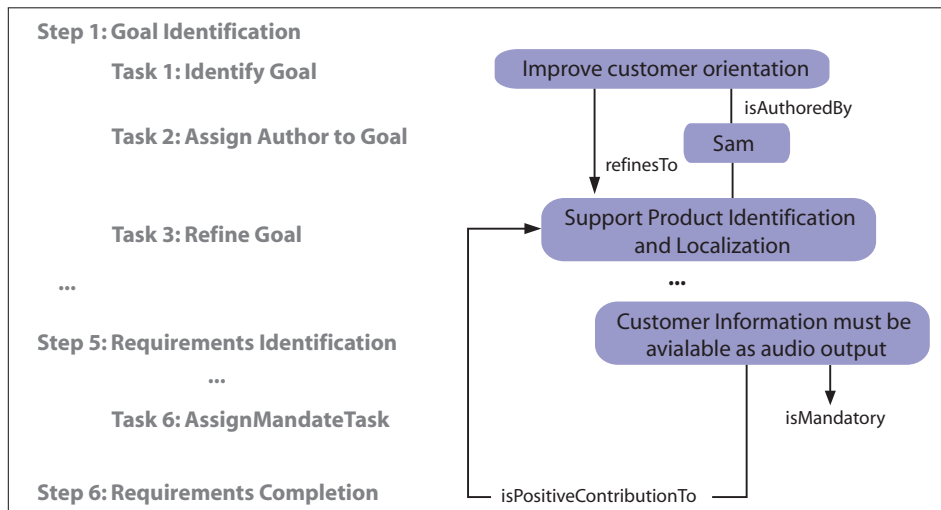 Step 1: Goal Identification
Task 1: Identify Goal
Improve customer orientation
isAuthoredBy
Task 2: Assign Author to Goal
Sam
refinesTo
Support Product Identification
and Localization
Task 3: Refine Goal
...
...
Customer Information must be
avialable as audio output
Step 5: Requirements Identification
...
Task 6: AssignMandateTask
isMandatory
Step 6: Requirements Completion
isPositiveContributionTo